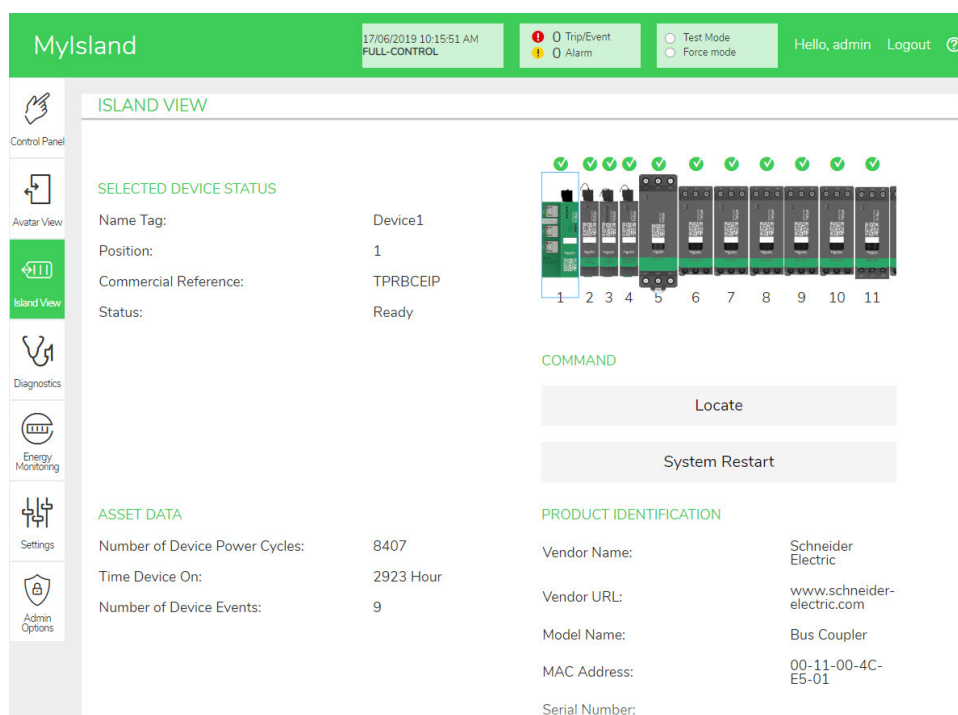 MyIsland
17/06/2019 10:15:51 AM
FULL-CONTROL
0 Trip/Event
0 Alarm
Test Mode
Force mode
Hello, admin
Logout
?
Control Panel
Avatar View
Island View
Diagnostics
Energy
Monitoring
Settings
Admin
Options
ISLAND VIEW
SELECTED DEVICE STATUS
Name Tag: Device1
Position: 1
Commercial Reference: TPRBCEIP
Status: Ready
1 2 3 4 5 6 7 8 9 10 11
COMMAND
Locate
System Restart
ASSET DATA
Number of Device Power Cycles: 8407
Time Device On: 2923 Hour
Number of Device Events: 9
PRODUCT IDENTIFICATION
Vendor Name: Schneider
Electric
Vendor URL: www.schneider-
electric.com
Model Name: Bus Coupler
MAC Address: 00-11-00-4C-
E5-01
Serial Number: